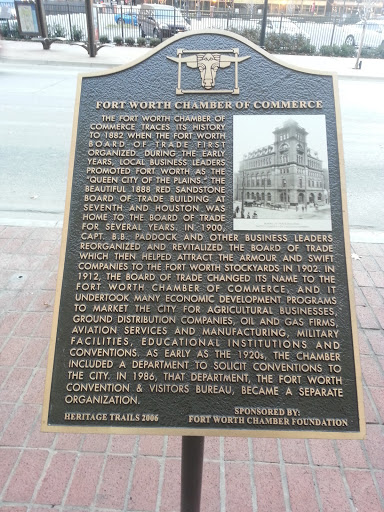 FORT WORTH CHAMBER OF COMMERCE
THE FORT WORTH CHAMBER OF
COMMERCE TRACES ITS HISTORY
TO 1882 WHEN THE FORT WORTH
BOARD OF TRADE FIRST
ORGANIZED. DURING THE EARLY
YEARS, LOCAL BUSINESS LEADERS
PROMOTED FORT WORTH AS THE
"QUEEN CITY OF THE PLAINS." THE
BEAUTIFUL 1888 RED SANDSTONE
BOARD OF TRADE BUILDING AT
SEVENTH AND HOUSTON WAS
HOME TO THE BOARD OF TRADE
FOR SEVERAL YEARS. IN 1900,
CAPT. B.B. PADDOCK AND OTHER BUSINESS LEADERS
REORGANIZED AND REVITALIZED THE BOARD OF TRADE
WHICH THEN HELPED ATTRACT THE ARMOUR AND SWIFT
COMPANIES TO THE FORT WORTH STOCKYARDS IN 1902. IN
1912, THE BOARD OF TRADE CHANGED ITS NAME TO THE
FORT WORTH CHAMBER OF COMMERCE, AND IT
UNDERTOOK MANY ECONOMIC DEVELOPMENT PROGRAMS
TO MARKET THE CITY FOR AGRICULTURAL BUSINESSES,
GROUND DISTRIBUTION COMPANIES, OIL AND GAS FIRMS,
AVIATION SERVICES AND MANUFACTURING, MILITARY
FACILITIES, EDUCATIONAL INSTITUTIONS AND
CONVENTIONS. AS EARLY AS THE 1920s, THE CHAMBER
INCLUDED A DEPARTMENT TO SOLICIT CONVENTIONS TO
THE CITY. IN 1986, THAT DEPARTMENT, THE FORT WORTH
CONVENTION & VISITORS BUREAU, BECAME A SEPARATE
ORGANIZATION.
HERITAGE TRAILS 2006
SPONSORED BY:
FORT WORTH CHAMBER FOUNDATION